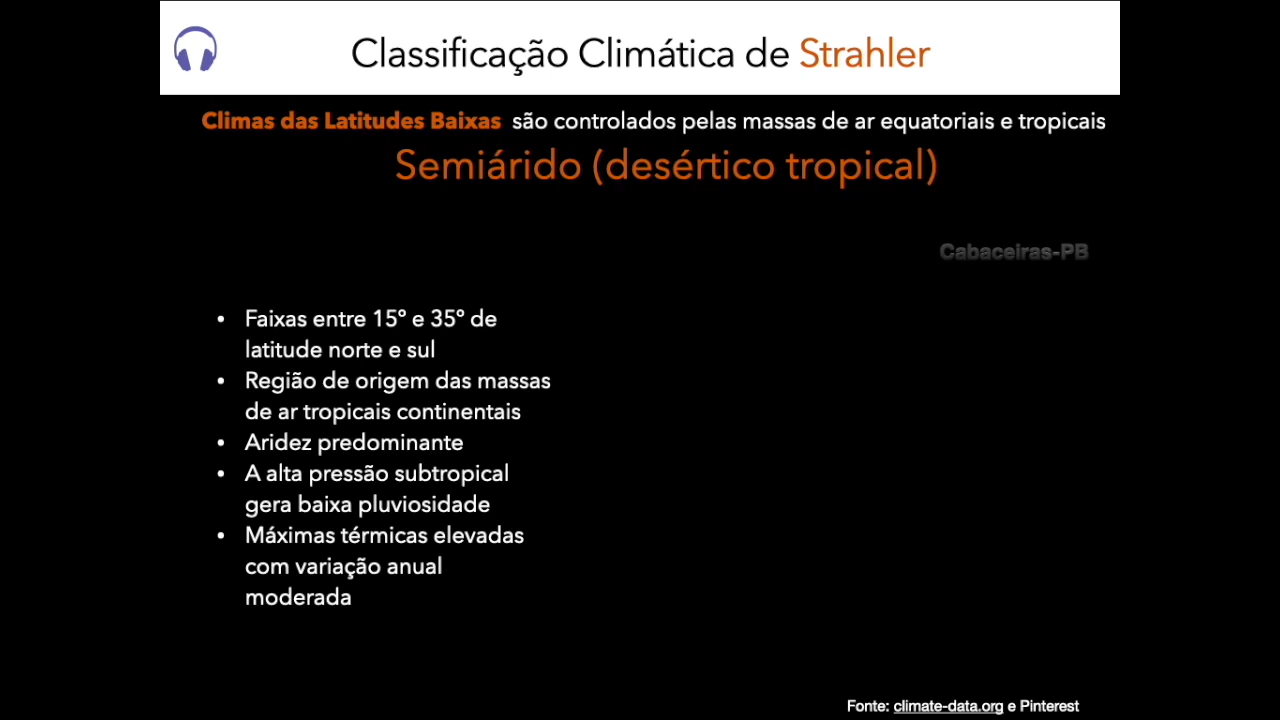 Classificação Climática de Strahler
Climas das Latitudes Baixas são controlados pelas massas de ar equatoriais e tropicais
Semiárido (desértico tropical)
Cabaceiras-PB
• Faixas entre 15º e 35º de
latitude norte e sul
• Região de origem das massas
de ar tropicais continentais
• Aridez predominante
• A alta pressão subtropical
gera baixa pluviosidade
• Máximas térmicas elevadas
com variação anual
moderada
Fonte: climate-data.org e Pinterest